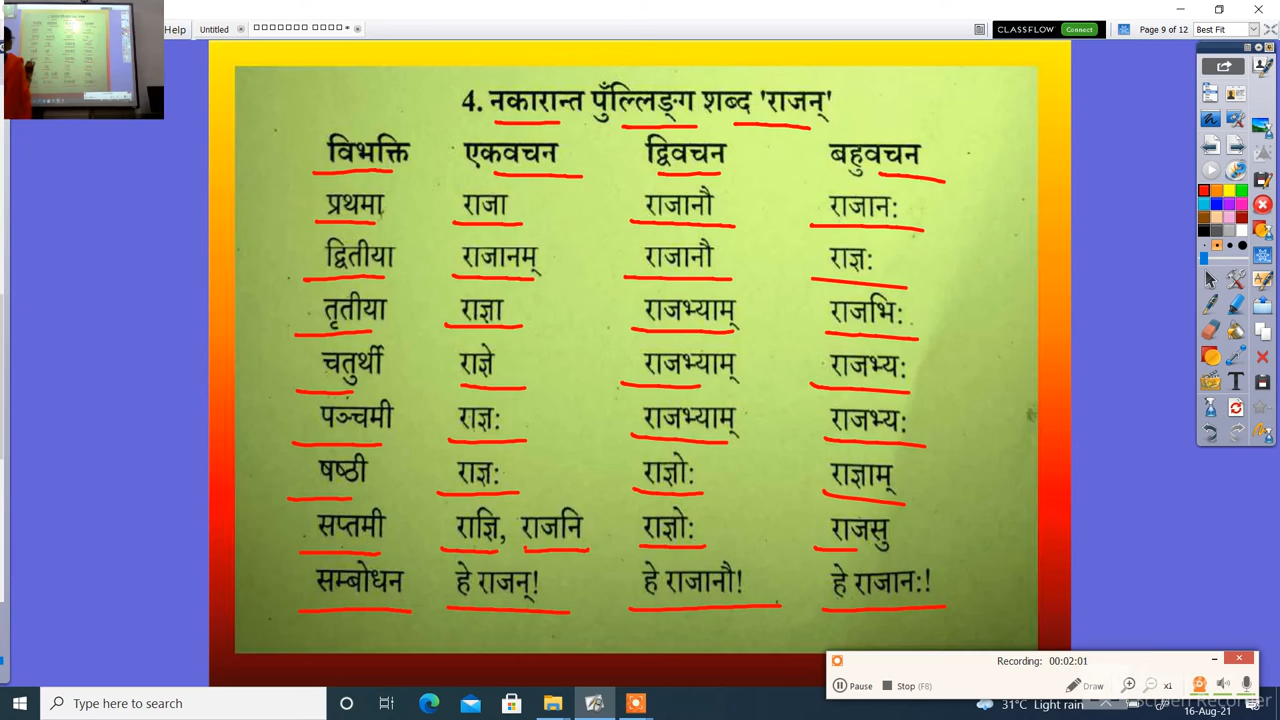 Help Untitled CLASSFLOW Connect Page 9 of 12 Best Fit
4. नकारान्त पुँल्लिङ्ग शब्द 'राजन्'
विभक्ति एकवचन द्विवचन बहुवचन
प्रथमा राजा राजानौ राजान:
द्वितीया राजानम् राजानौ राज्ञ:
तृतीया राज्ञा राजभ्याम् राजभि:
चतुर्थी राज्ञे राजभ्याम् राजभ्य:
पञ्चमी राज्ञ: राजभ्याम् राजभ्य:
षष्ठी राज्ञ: राज्ञो: राज्ञाम्
सप्तमी राज्ञि, राजनि राज्ञो: राजसु
सम्बोधन हे राजन्! हे राजानौ! हे राजान:!
Recording: 00:02:01
Pause Stop (F8) Draw x1
Type here to search 31°C Light rain
16-Aug-21